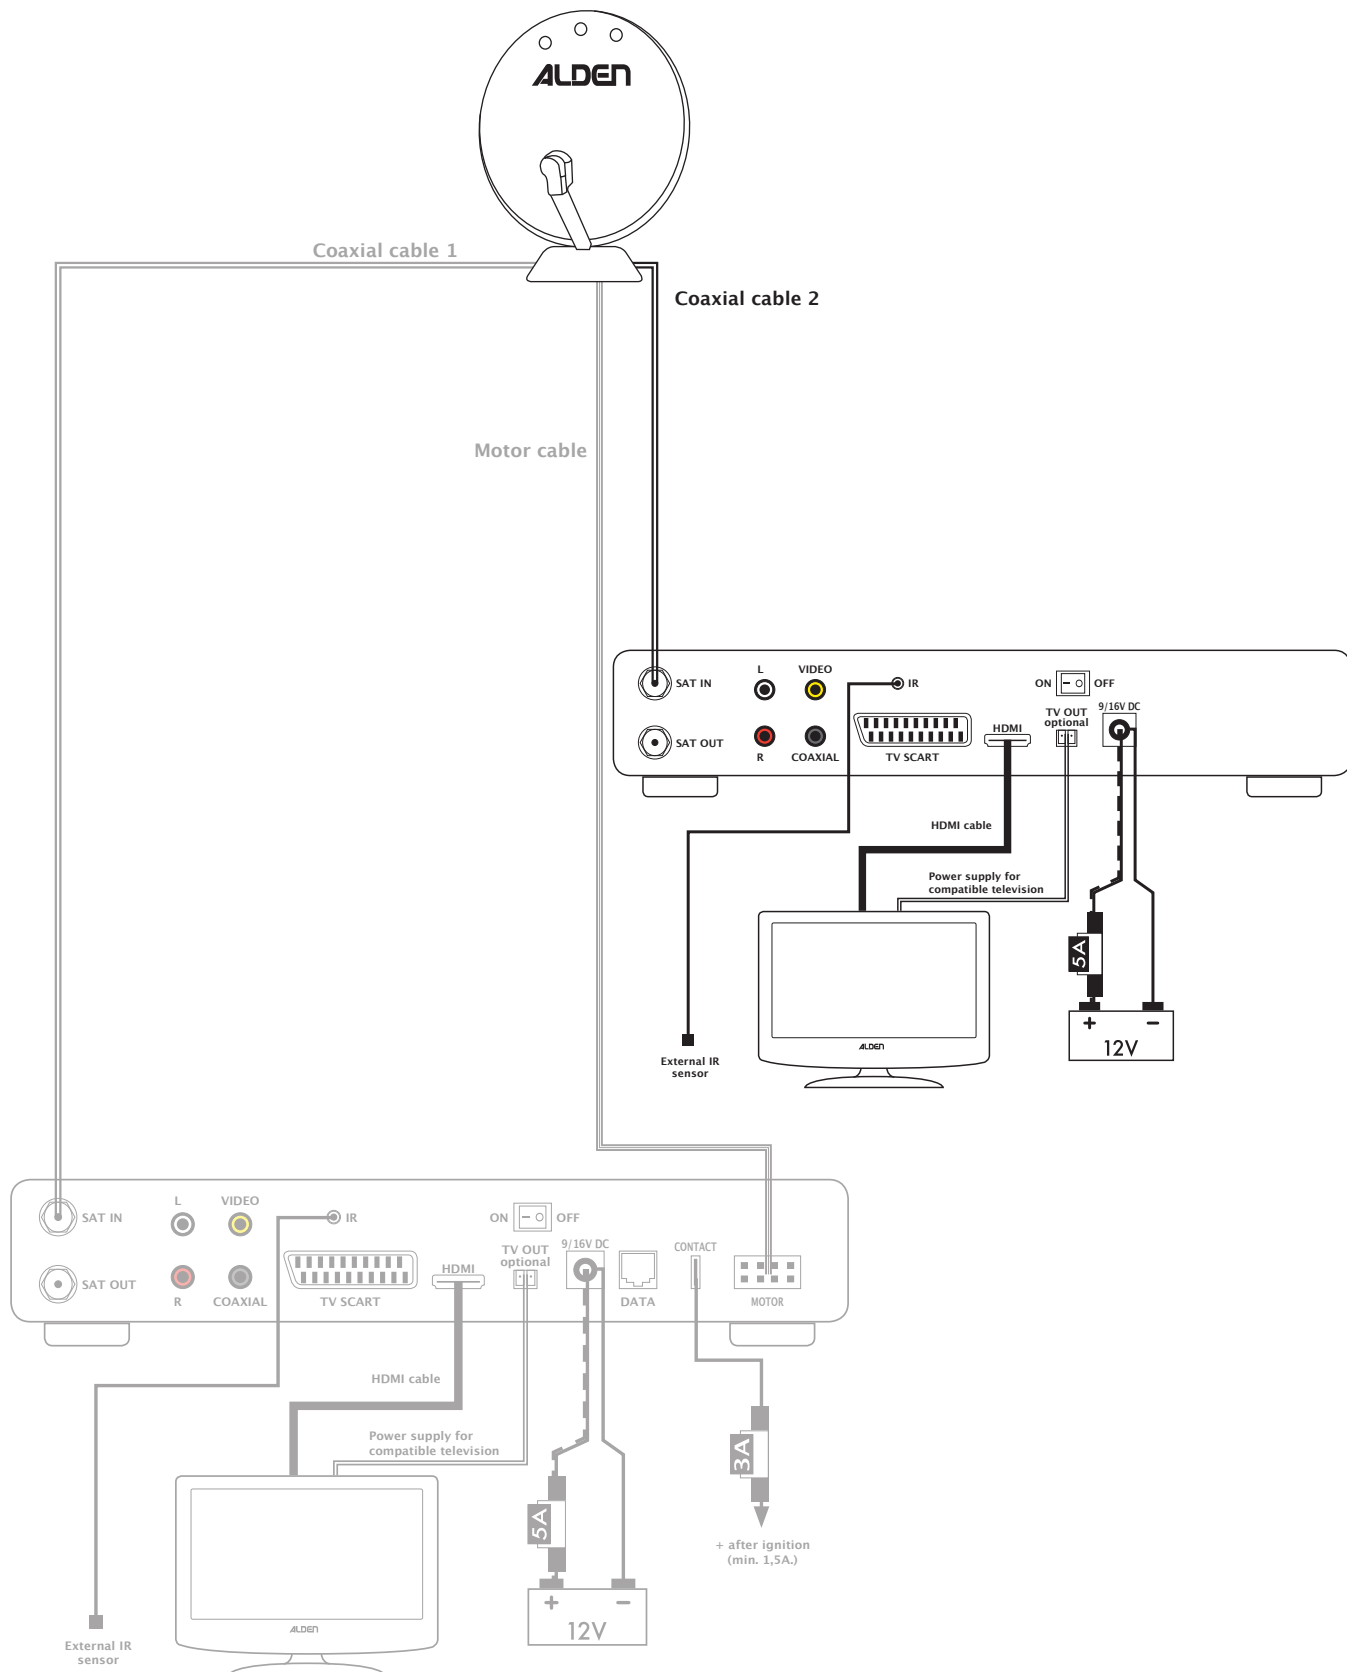 ALDEN
Coaxial cable 1
Coaxial cable 2
Motor cable
L
VIDEO
SAT IN
IR
ON
OFF
TV OUT
optional
9/16V DC
HDMI
SAT OUT
R
COAXIAL
TV SCART
HDMI cable
Power supply for
compatible television
5A
+
–
12V
ALDEN
External IR
sensor
L
VIDEO
SAT IN
IR
ON
OFF
TV OUT
optional
9/16V DC
CONTACT
HDMI
SAT OUT
R
COAXIAL
TV SCART
DATA
MOTOR
HDMI cable
Power supply for
compatible television
3A
5A
+ after ignition
(min. 1,5A.)
+
–
12V
ALDEN
External IR
sensor